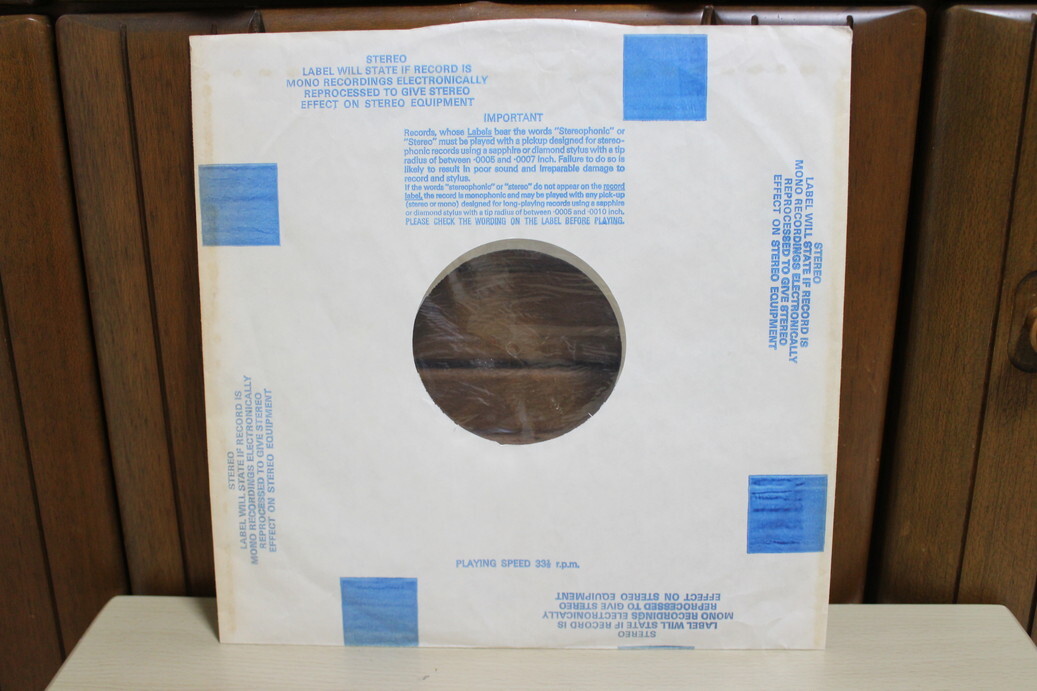 STEREO
LABEL WILL STATE IF RECORD IS
MONO RECORDINGS ELECTRONICALLY
REPROCESSED TO GIVE STEREO
EFFECT ON STEREO EQUIPMENT
IMPORTANT
Records, whose Labels bear the words "Stereophonic" or
"Stereo" must be played with a pickup designed for stereo-
phonic records using a sapphire or diamond stylus with a tip
radius of between ·0005 and ·0007 inch. Failure to do so is
likely to result in poor sound and irreparable damage to
record and stylus.
If the words "stereophonic" or "stereo" do not appear on the record
label, the record is monophonic and may be played with any pick-up
(stereo or mono) designed for long-playing records using a sapphire
or diamond stylus with a tip radius of between ·0005 and ·0010 inch.
PLEASE CHECK THE WORDING ON THE LABEL BEFORE PLAYING.
STEREO
LABEL WILL STATE IF RECORD IS
MONO RECORDINGS ELECTRONICALLY
REPROCESSED TO GIVE STEREO
EFFECT ON STEREO EQUIPMENT
STEREO
LABEL WILL STATE IF RECORD IS
MONO RECORDINGS ELECTRONICALLY
REPROCESSED TO GIVE STEREO
EFFECT ON STEREO EQUIPMENT
PLAYING SPEED 33⅓ r.p.m.
STEREO
LABEL WILL STATE IF RECORD IS
MONO RECORDINGS ELECTRONICALLY
REPROCESSED TO GIVE STEREO
EFFECT ON STEREO EQUIPMENT